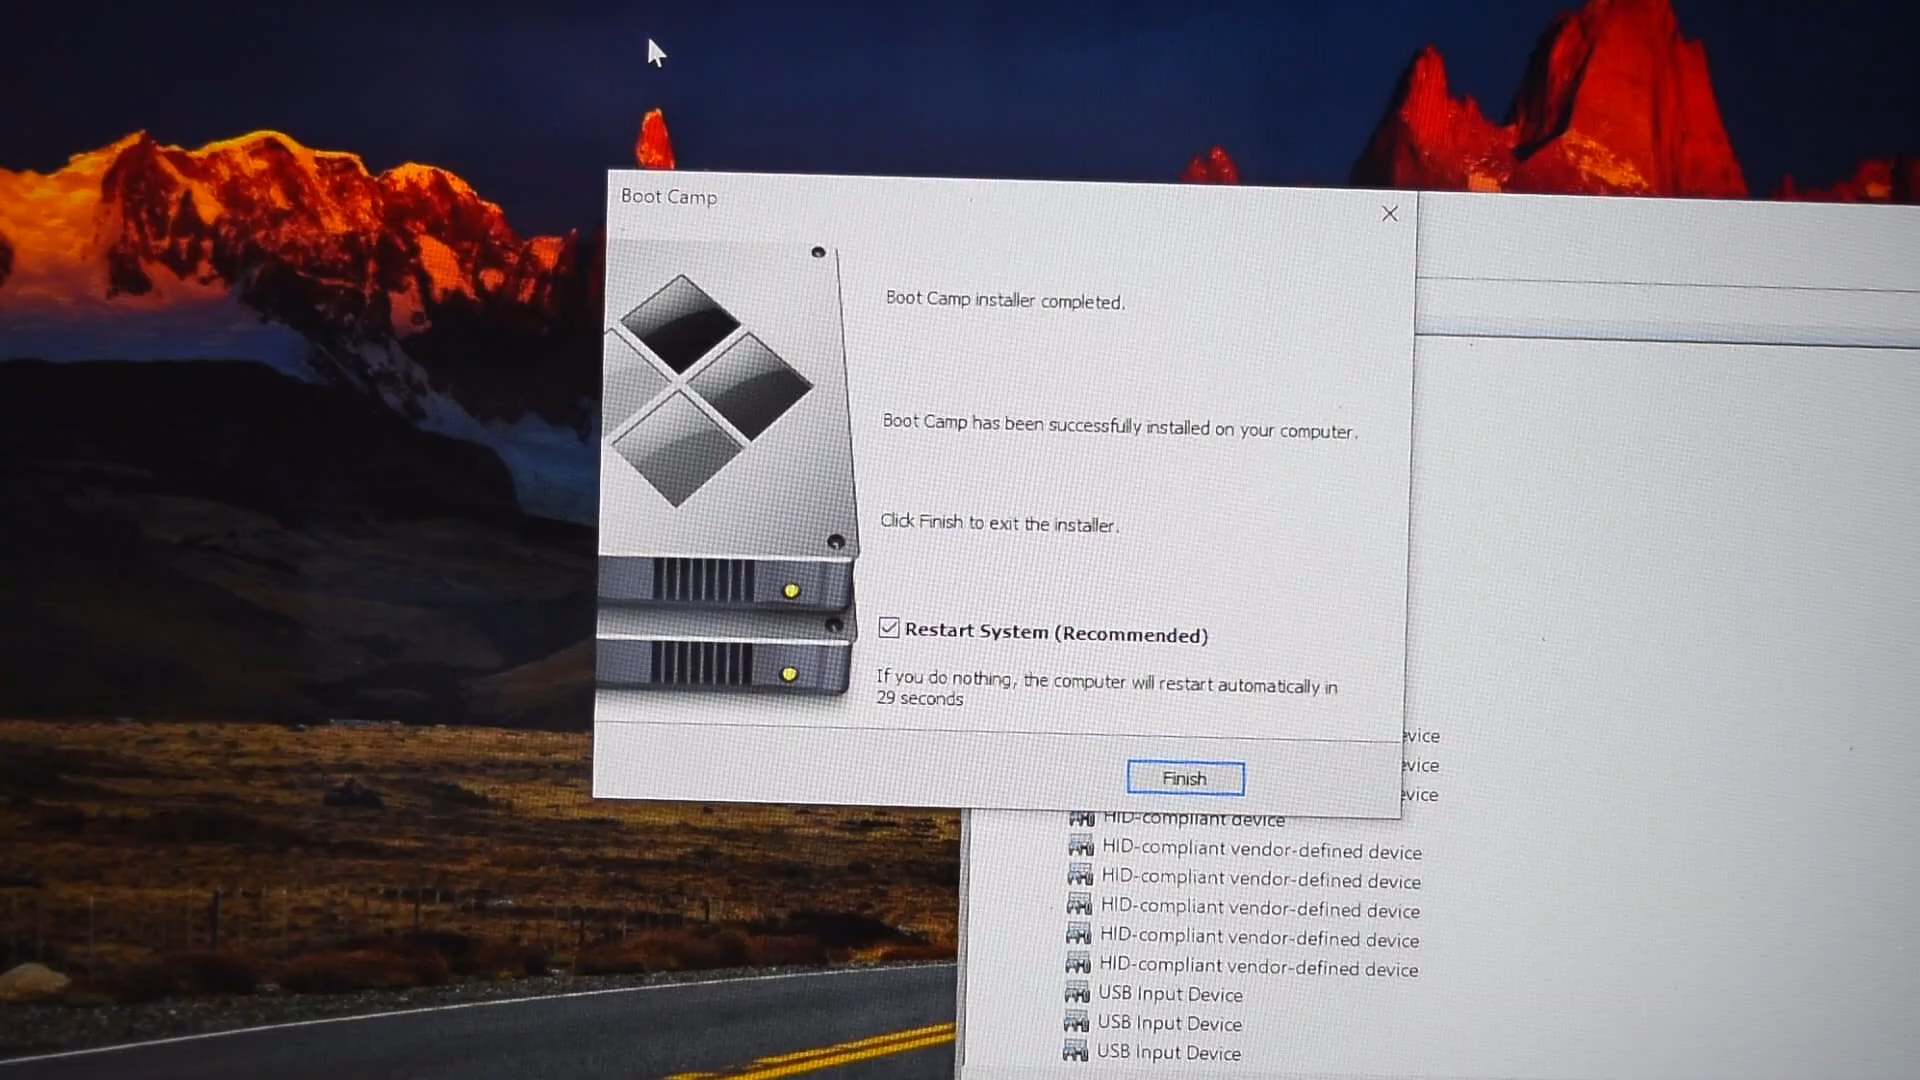 Boot Camp
Boot Camp installer completed.
Boot Camp has been successfully installed on your computer.
Click Finish to exit the installer.
Restart System (Recommended)
If you do nothing, the computer will restart automatically in
29 seconds
Finish
evice
evice
evice
HID-compliant device
HID-compliant vendor-defined device
HID-compliant vendor-defined device
HID-compliant vendor-defined device
HID-compliant vendor-defined device
HID-compliant vendor-defined device
USB Input Device
USB Input Device
USB Input Device